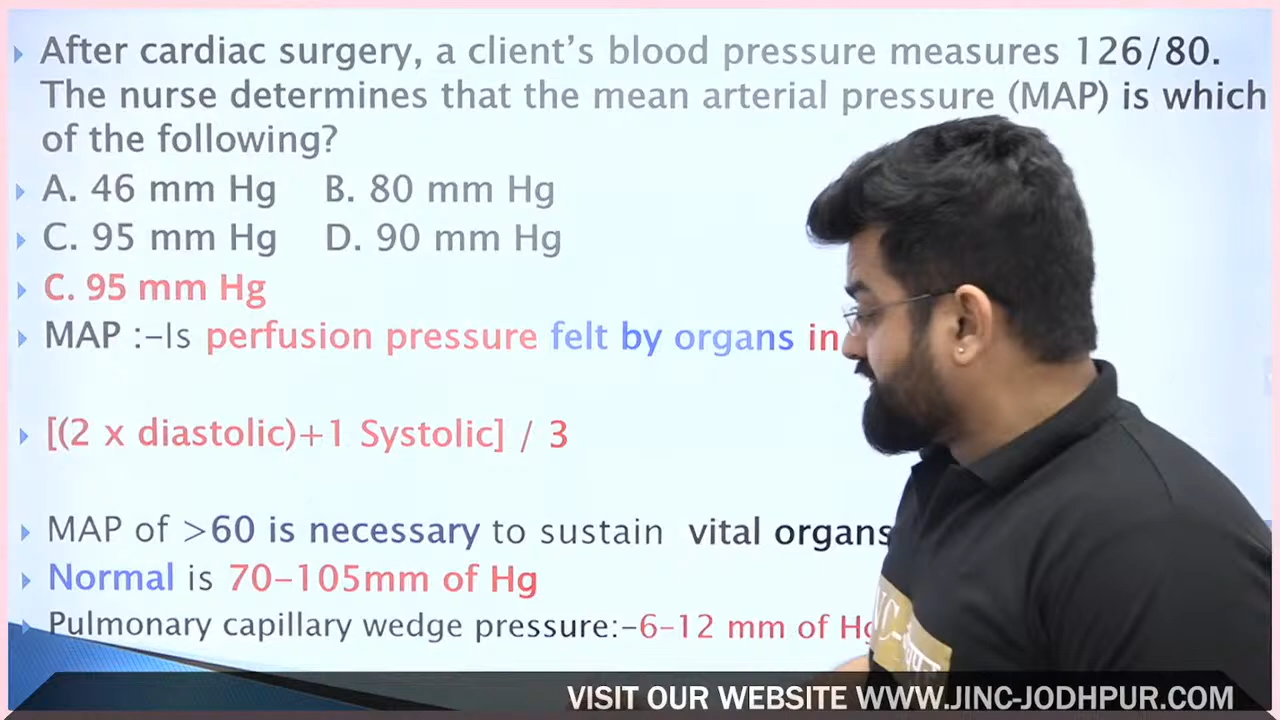 After cardiac surgery, a client's blood pressure measures 126/80.
The nurse determines that the mean arterial pressure (MAP) is which
of the following?
A. 46 mm Hg B. 80 mm Hg
C. 95 mm Hg D. 90 mm Hg
C. 95 mm Hg
MAP :-Is perfusion pressure felt by organs in
[(2 x diastolic)+1 Systolic] / 3
MAP of >60 is necessary to sustain vital organs
Normal is 70-105mm of Hg
Pulmonary capillary wedge pressure:-6-12 mm of Hg
VISIT OUR WEBSITE WWW.JINC-JODHPUR.COM